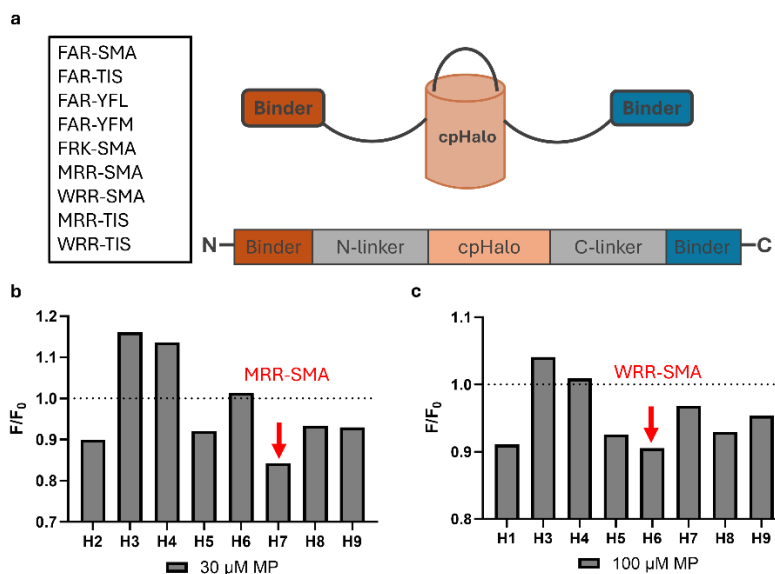 a
FAR-SMA
FAR-TIS
FAR-YFL
FAR-YFM
FRK-SMA
MRR-SMA
WRR-SMA
MRR-TIS
WRR-TIS
Binder
cpHalo
Binder
N Binder N-linker cpHalo C-linker Binder C
b
F/F0
1.2
1.1
1.0
0.9
0.8
0.7
MRR-SMA
H2 H3 H4 H5 H6 H7 H8 H9
30 µM MP
c
F/F0
1.1
1.0
0.9
0.8
WRR-SMA
H1 H3 H4 H5 H6 H7 H8 H9
100 µM MP